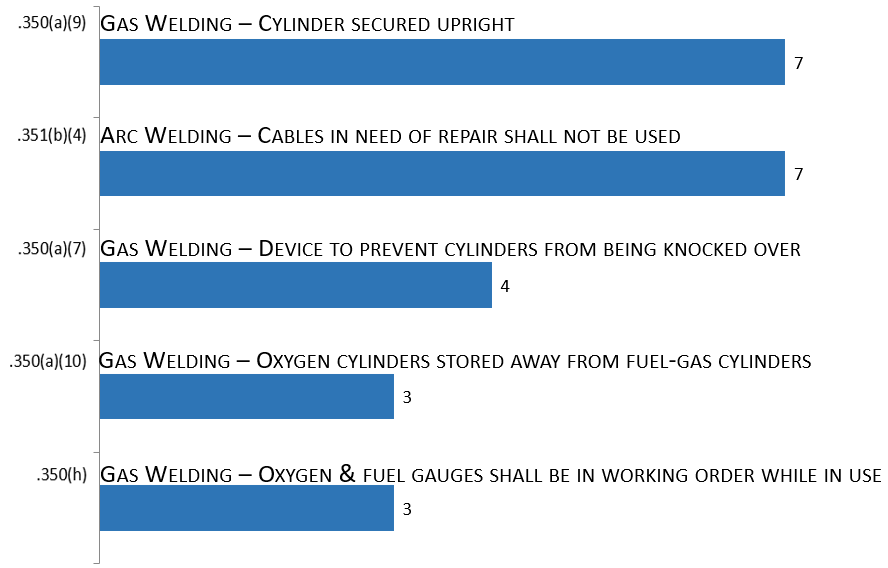 .350(a)(9) Gas Welding – Cylinder secured upright
7
.351(b)(4) Arc Welding – Cables in need of repair shall not be used
7
.350(a)(7) Gas Welding – Device to prevent cylinders from being knocked over
4
.350(a)(10) Gas Welding – Oxygen cylinders stored away from fuel-gas cylinders
3
.350(h) Gas Welding – Oxygen & fuel gauges shall be in working order while in use
3